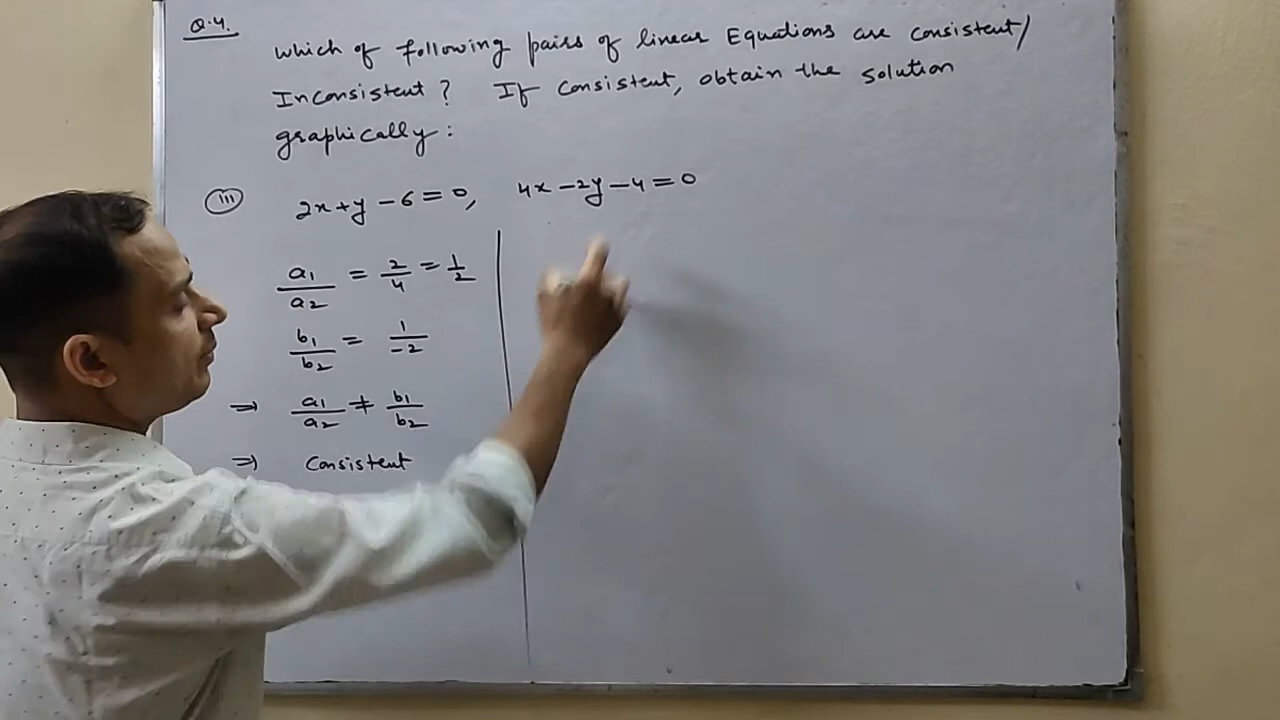 Q.4.
Which of following pairs of linear Equations are consistent/
Inconsistent? If consistent, obtain the solution
graphically:
(iii) 2x+y-6=0, 4x-2y-4=0
a1/a2 = 2/4 = 1/2
b1/b2 = 1/-2
⇒ a1/a2 ≠ b1/b2
⇒ Consistent